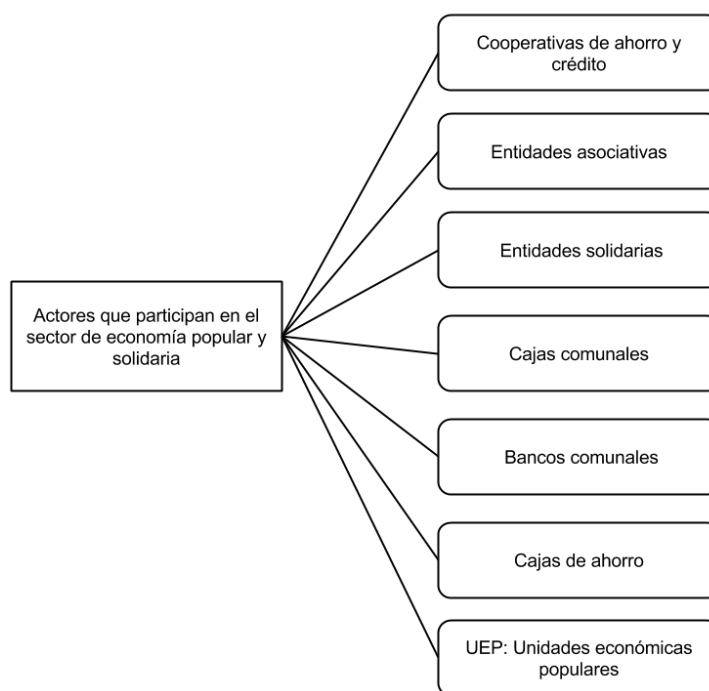 Cooperativas de ahorro y
crédito
Entidades asociativas
Entidades solidarias
Actores que participan en el
sector de economía popular y
solidaria
Cajas comunales
Bancos comunales
Cajas de ahorro
UEP: Unidades económicas
populares